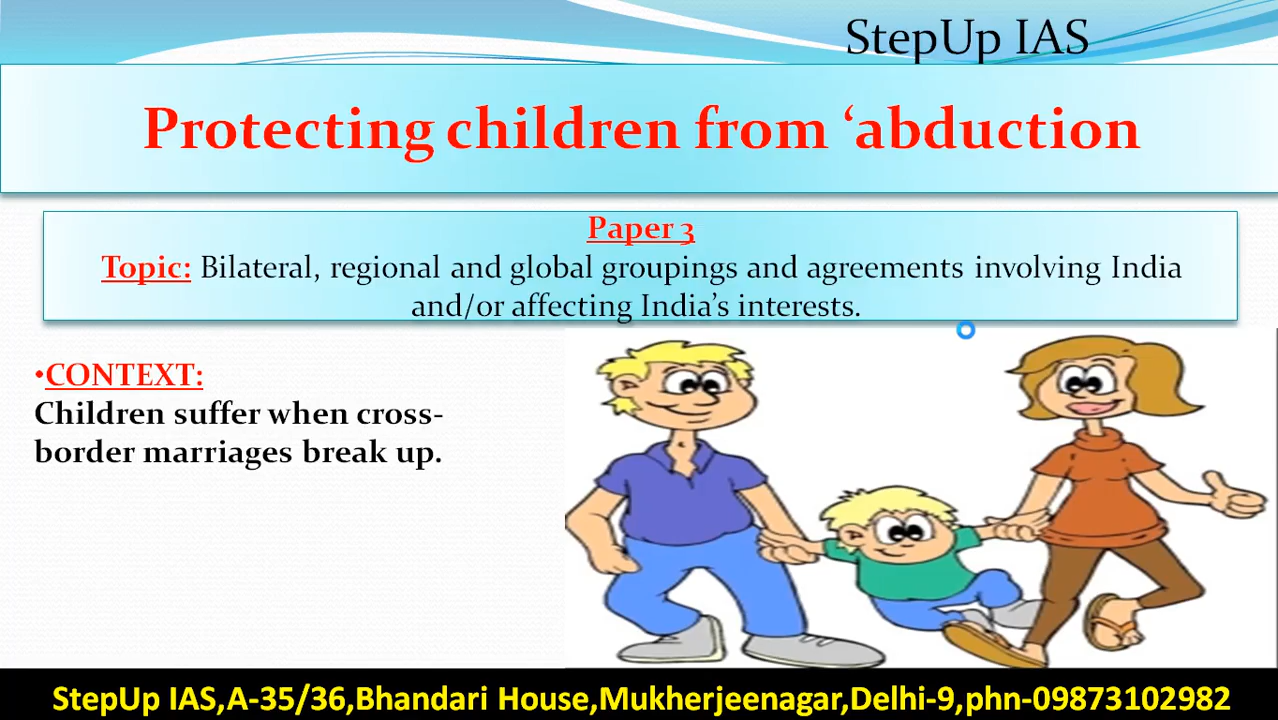 StepUp IAS
Protecting children from ‘abduction
Paper 3
Topic: Bilateral, regional and global groupings and agreements involving India
and/or affecting India’s interests.
•CONTEXT:
Children suffer when cross-
border marriages break up.
StepUp IAS,A-35/36,Bhandari House,Mukherjeenagar,Delhi-9,phn-09873102982